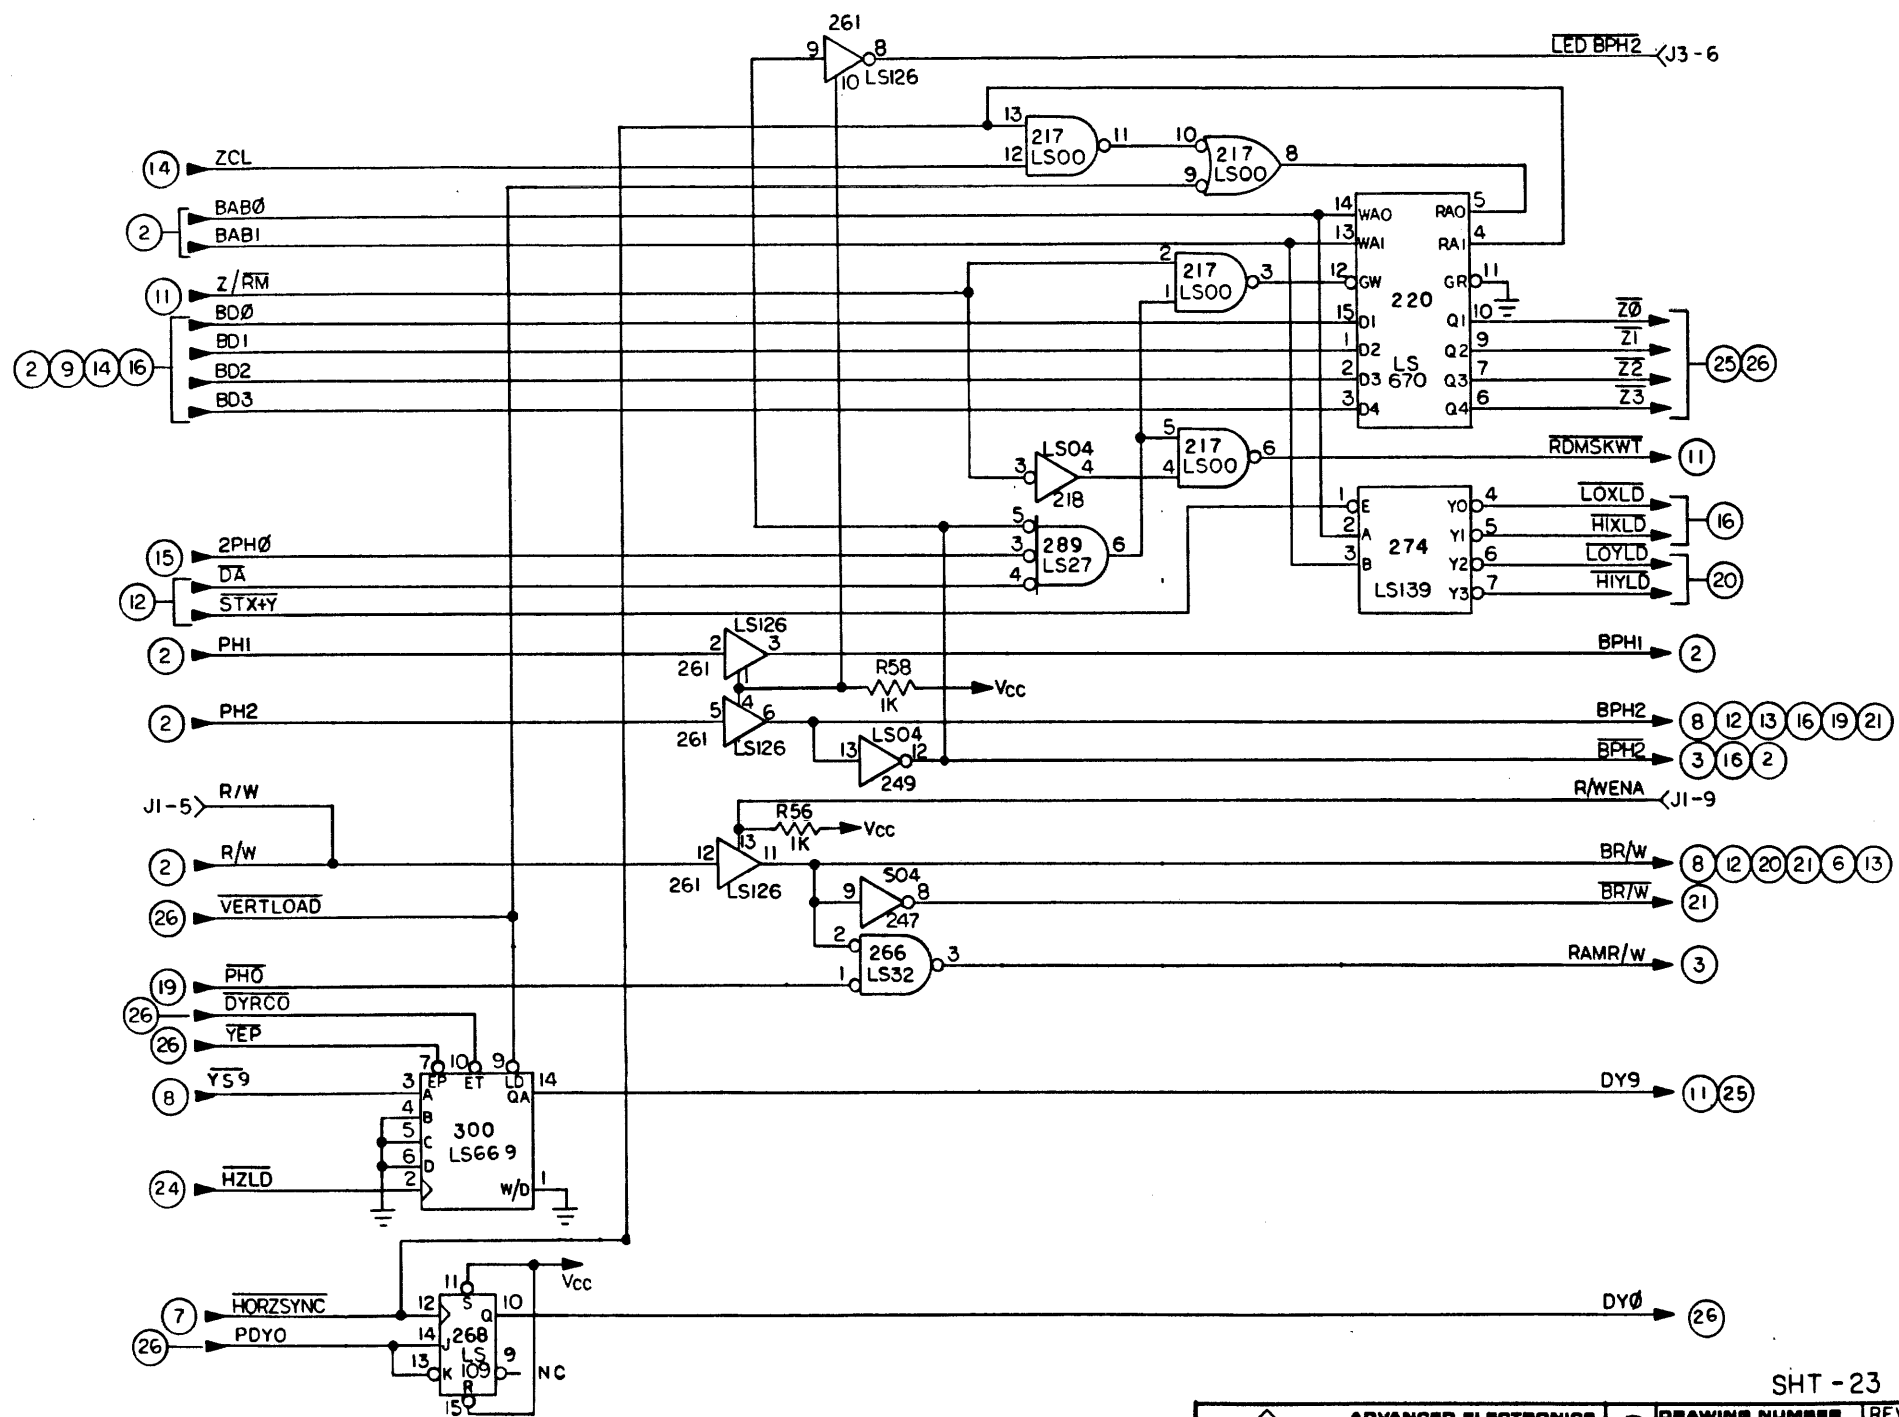 261
9 8 LED BPH2 J3-6
10 LS126
13 217 LS00 11 10 217 LS00 8
14 ZCL 12 9
2 BABØ 14 WA0 RA0 5
BAB1 13 WA1 RA1 4
2 217 LS00 3 12 GW GR 11
11 Z/RM 1 220
2 9 14 16 BDØ 15 D1 Q1 10 ZØ 25 26
BD1 1 D2 Q2 9 Z1
BD2 2 D3 LS 670 Q3 7 Z2
BD3 3 D4 Q4 6 Z3
5 217 LS00 6 RDMSKWT 11
LS04 3 4 4
218
1 E Y0 4 LOXLD 16
5 2 A Y1 5 HIXLD
15 2PHØ 3 289 LS27 6 274 Y2 6 LOYLD 20
12 DA 4 3 B LS139 Y3 7 HIYLD
STX+Y
LS126
2 PH1 2 3 BPH1 2
261 1 R58 Vcc
1K
2 PH2 5 4 6 BPH2 8 12 13 16 19 21
261 LS126 LS04
13 12 BPH2 3 16 2
249
J1-5 R/W R/WENA J1-9
R56 Vcc
13 1K
2 R/W 12 11 BR/W 8 12 20 21 6 13
261 LS126 S04
26 VERTLOAD 9 8 BR/W 21
247
2 266 LS32 3 RAMR/W 3
19 PHO 1
26 DYRCO
26 YEP
7 10 9
EP ET LD
8 YS9 3 A QA 14 DY9 11 25
4 B
5 C 300
6 D LS669
24 HZLD 2 W/D 1
11 Vcc
S
7 HORZSYNC 12 Q 10 DYØ 26
26 PDYO 14 J 268
13 K LS 109 9 NC
R
15
SHT-23
ADVANCED ELECTRONICS DRAWING NUMBER REV